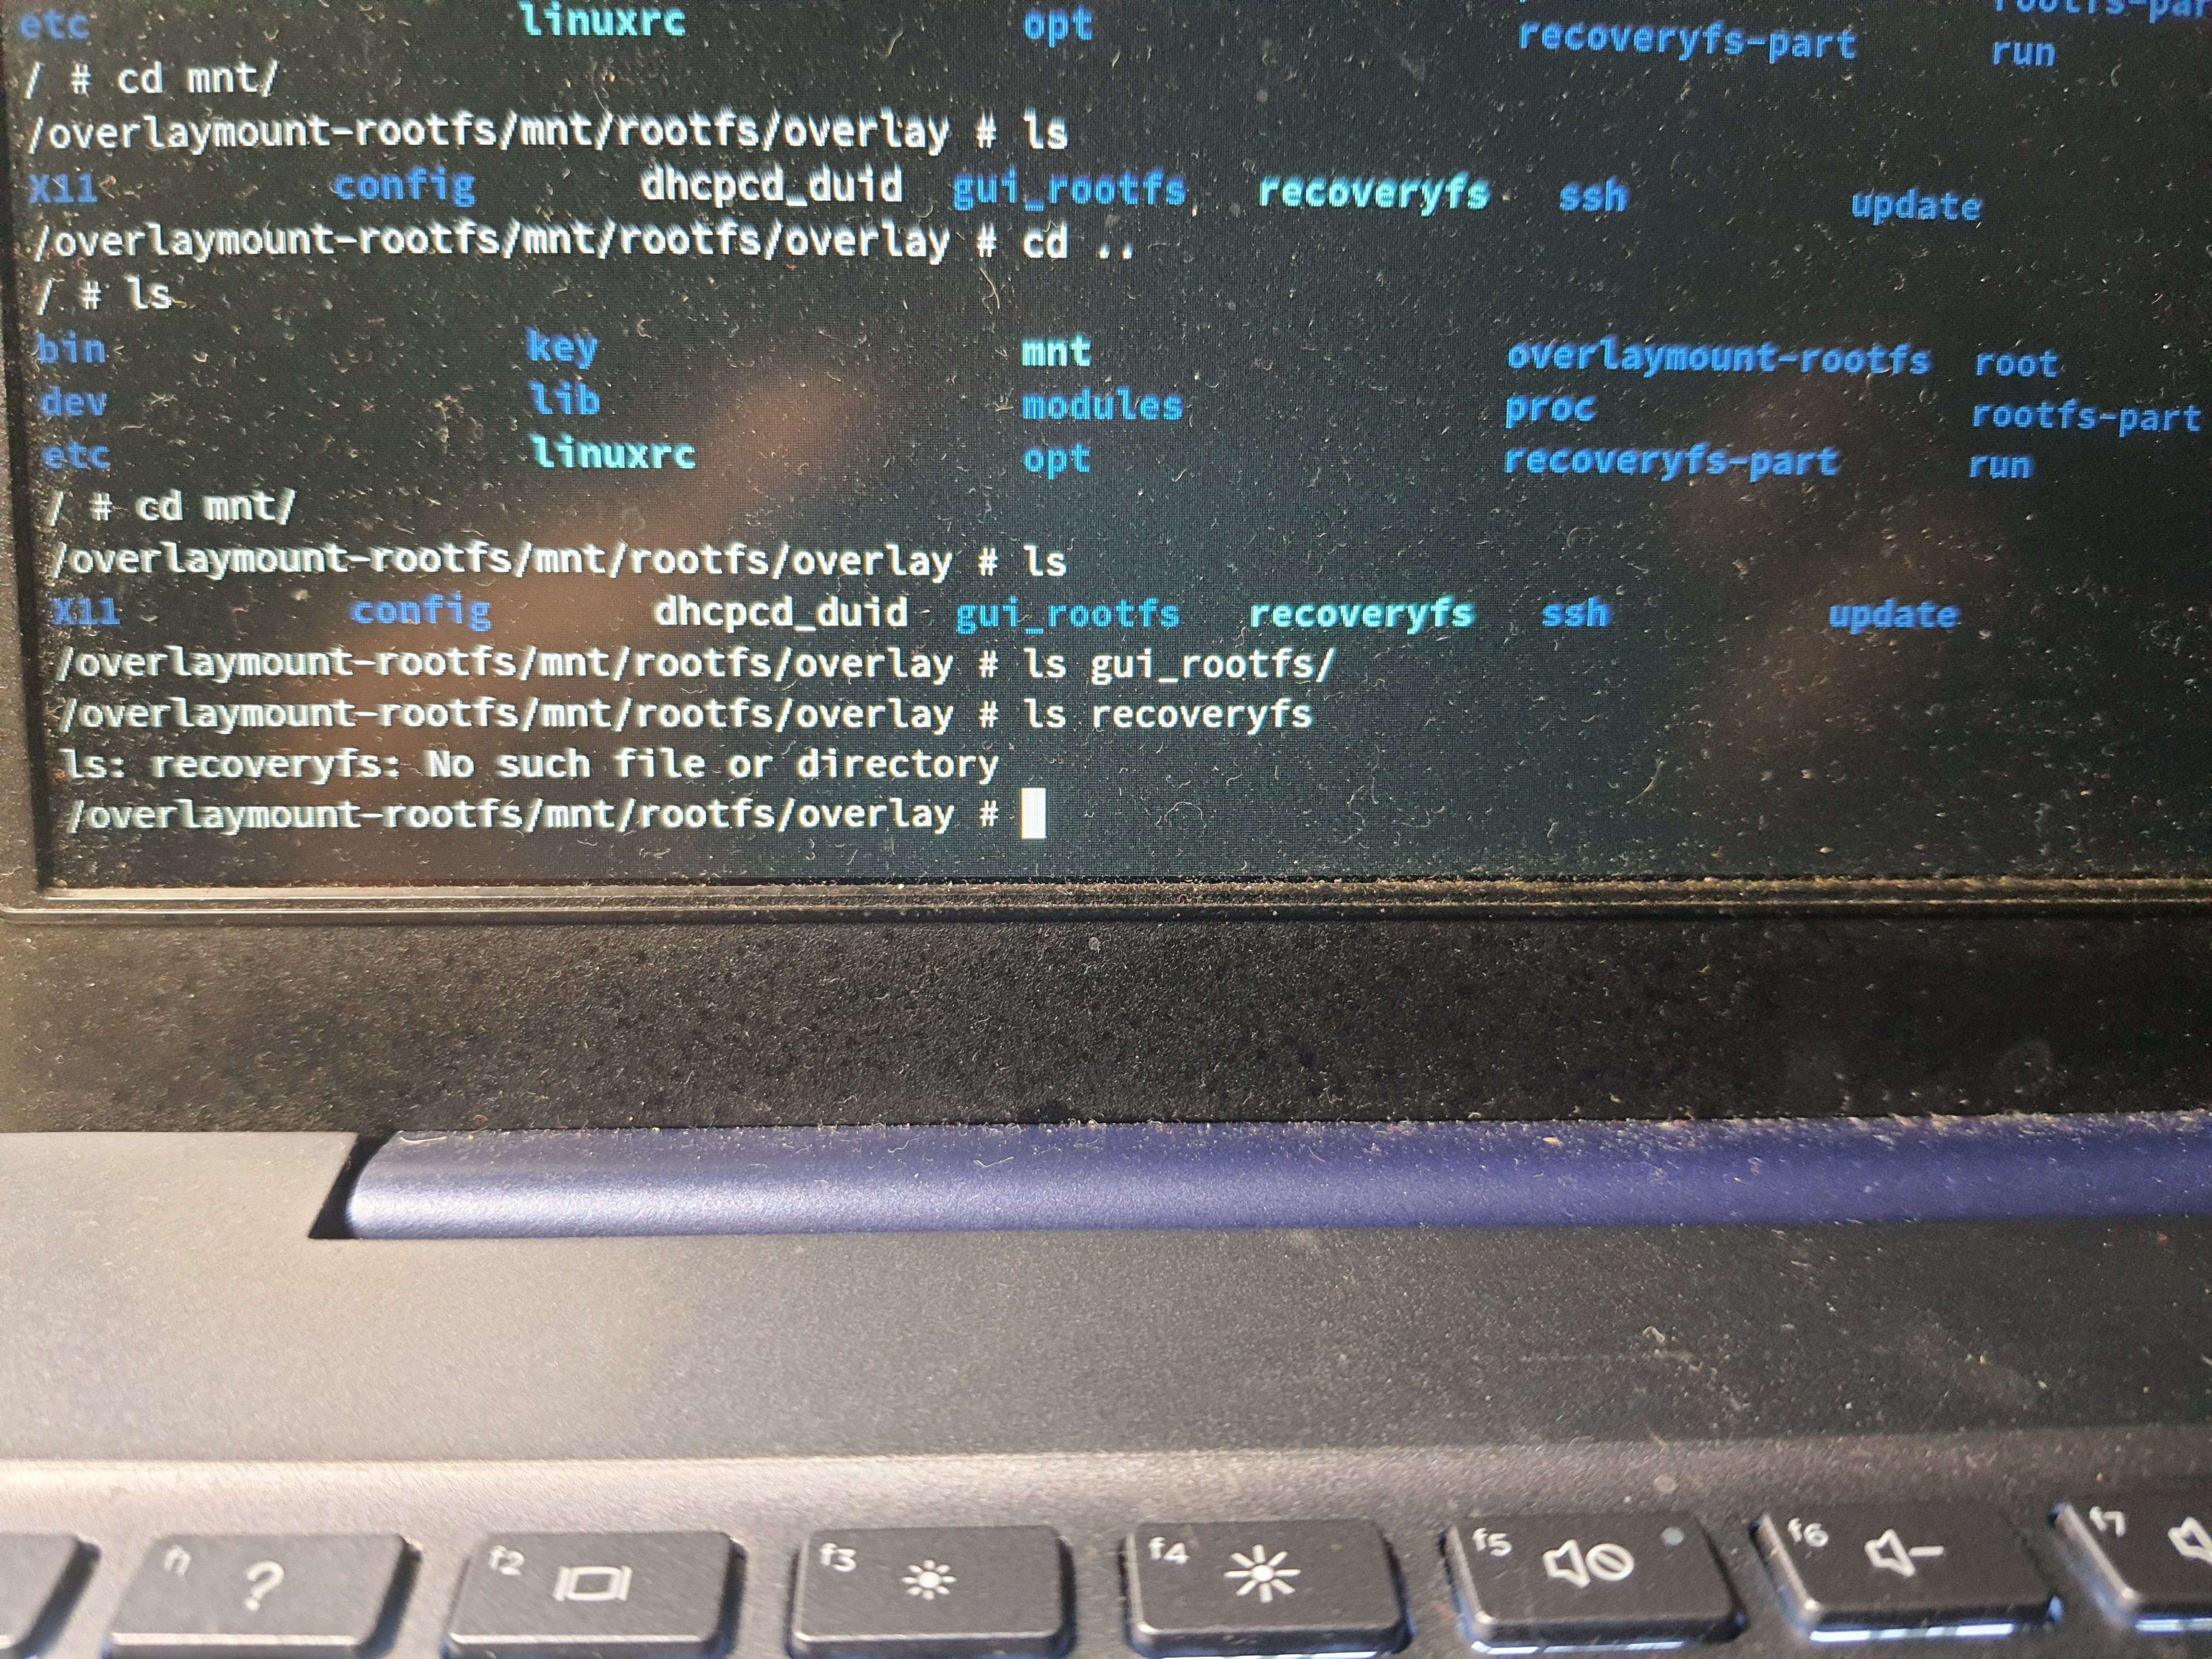 etc linuxrc opt recoveryfs-part run
/ # cd mnt/
/overlaymount-rootfs/mnt/rootfs/overlay # ls
X11 config dhcpcd_duid gui_rootfs recoveryfs ssh update
/overlaymount-rootfs/mnt/rootfs/overlay # cd ..
/ # ls
bin key mnt overlaymount-rootfs root
dev lib modules proc rootfs-part
etc linuxrc opt recoveryfs-part run
/ # cd mnt/
/overlaymount-rootfs/mnt/rootfs/overlay # ls
X11 config dhcpcd_duid gui_rootfs recoveryfs ssh update
/overlaymount-rootfs/mnt/rootfs/overlay # ls gui_rootfs/
/overlaymount-rootfs/mnt/rootfs/overlay # ls recoveryfs
ls: recoveryfs: No such file or directory
/overlaymount-rootfs/mnt/rootfs/overlay #
f1 ? f2 f3 f4 f5 f6 f7